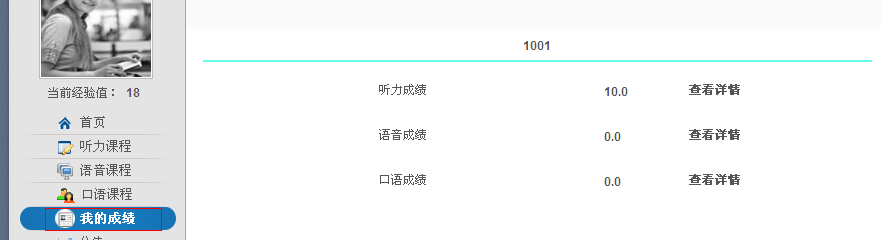 当前经验值： 18
首页
听力课程
语音课程
口语课程
我的成绩
1001
听力成绩 10.0 查看详情
语音成绩 0.0 查看详情
口语成绩 0.0 查看详情